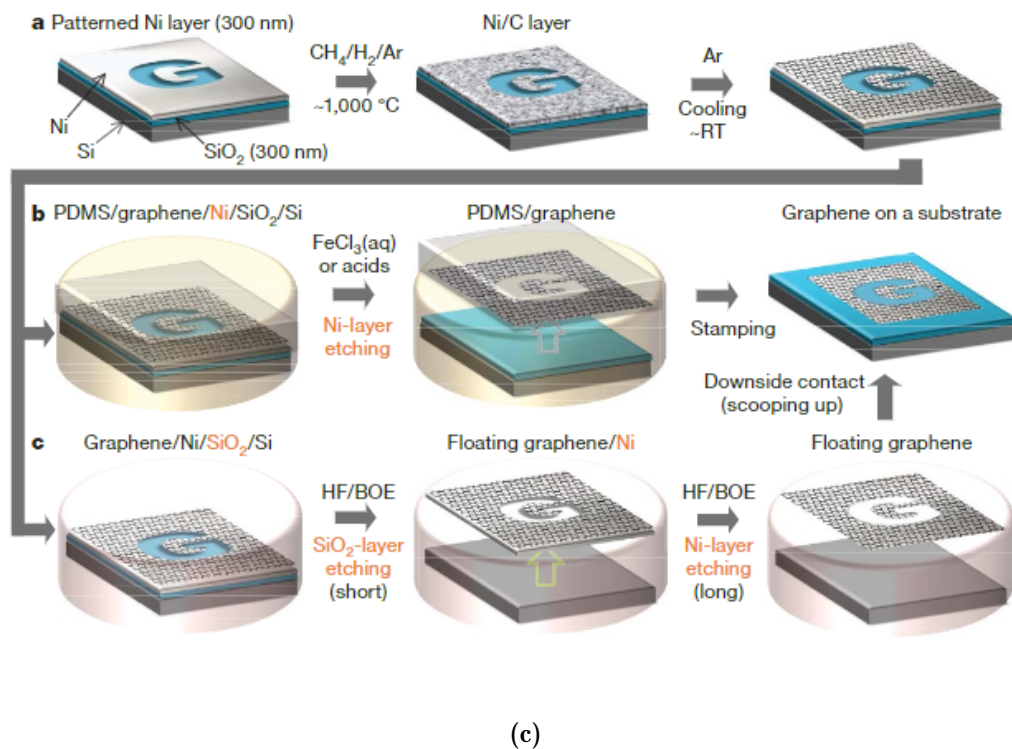 a Patterned Ni layer (300 nm)
CH₄/H₂/Ar
~1,000 °C
Ni/C layer
Ar
Cooling
~RT
Ni
Si
SiO₂ (300 nm)
b PDMS/graphene/Ni/SiO₂/Si
FeCl₃(aq)
or acids
Ni-layer
etching
PDMS/graphene
Stamping
Graphene on a substrate
Downside contact
(scooping up)
c Graphene/Ni/SiO₂/Si
HF/BOE
SiO₂-layer
etching
(short)
Floating graphene/Ni
HF/BOE
Ni-layer
etching
(long)
Floating graphene
G
G
G
G
G
G
G
G
G
(c)